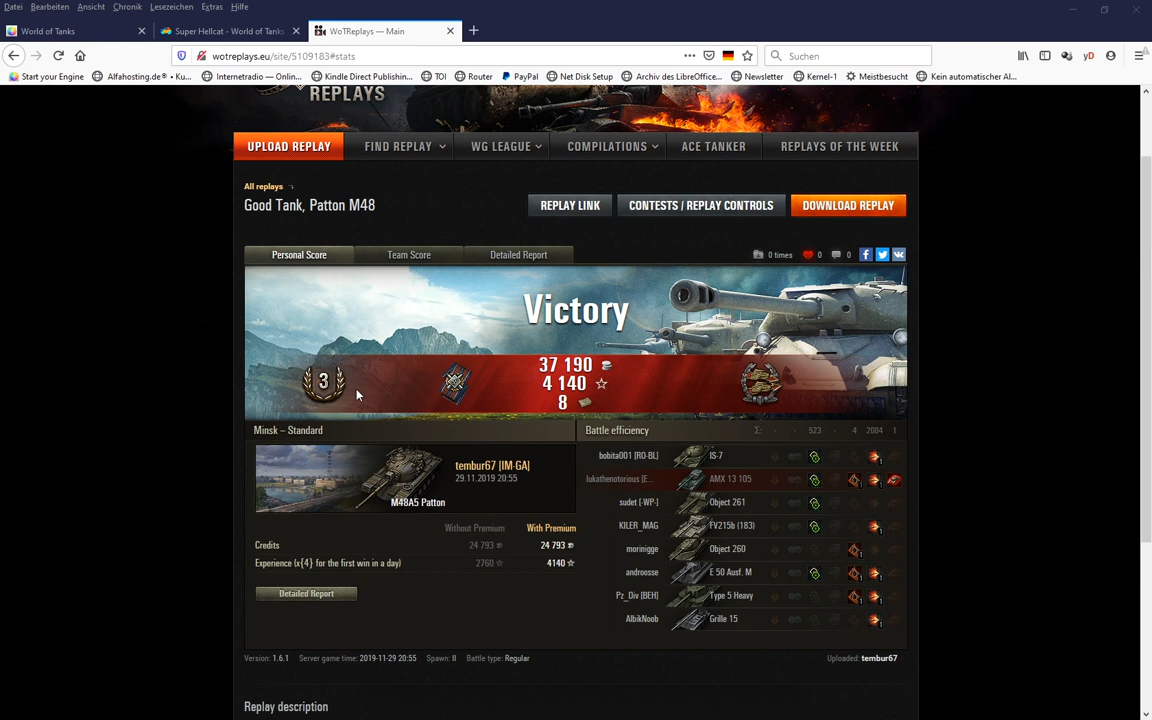 Datei Bearbeiten Ansicht Chronik Lesezeichen Extras Hilfe
World of Tanks Super Hellcat - World of Tanks WoTReplays — Main
wotreplays.eu/site/5109183#stats Suchen
Start your Engine Alfahosting.de® • Ku... Internetradio — Onlin... Kindle Direct Publishin... TOI Router PayPal Net Disk Setup Archiv des LibreOffice... Newsletter Kernel-1 Meistbesucht Kein automatischer Al...
REPLAYS
UPLOAD REPLAY FIND REPLAY WG LEAGUE COMPILATIONS ACE TANKER REPLAYS OF THE WEEK
All replays
Good Tank, Patton M48 REPLAY LINK CONTESTS / REPLAY CONTROLS DOWNLOAD REPLAY
Personal Score Team Score Detailed Report 0 times 0 0
Victory
37 190
3 4 140
8
Minsk – Standard Battle efficiency Σ: - - 523 - 4 2004 1
bobita001 [RO-BL] IS-7
tembur67 [IM-GA]
29.11.2019 20:55
lukathenotorious [E... AMX 13 105
M48A5 Patton sudet [-WP-] Object 261
Without Premium With Premium KILER_MAG FV215b (183)
Credits 24 793 24 793 morinigge Object 260
Experience (x{4} for the first win in a day) 2760 4140 androosse E 50 Ausf. M
Detailed Report Pz_Div [BEH] Type 5 Heavy
AlbikNoob Grille 15
Version: 1.6.1 Server game time: 2019-11-29 20:55 Spawn: II Battle type: Regular Uploaded: tembur67
Replay description